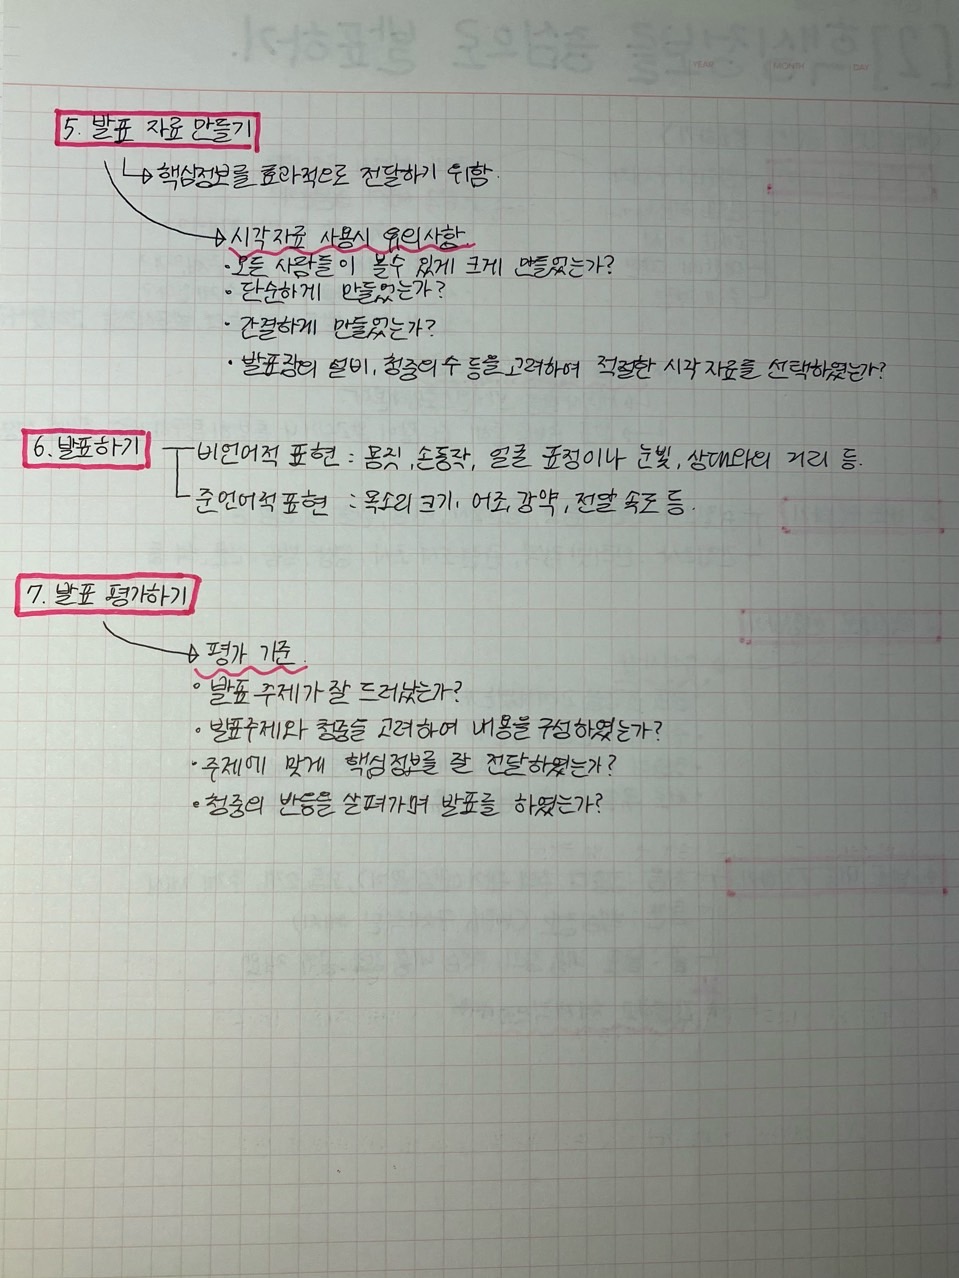 5. 발표 자료 만들기
핵심정보를 효과적으로 전달하기 위함.
시각자료 사용시 유의사항
· 모든 사람들이 볼수 있게 크게 만들었는가?
· 단순하게 만들었는가?
· 간결하게 만들었는가?
· 발표장의 설비, 청중의 수 등을 고려하여 적절한 시각 자료를 선택하였는가?
6. 발표하기
비언어적 표현 : 몸짓, 손동작, 얼굴 표정이나 눈빛, 상대와의 거리 등.
준언어적 표현 : 목소리 크기, 어조, 강약, 전달 속도 등.
7. 발표 평가하기
평가 기준.
· 발표 주제가 잘 드러났는가?
· 발표주제와 청중을 고려하여 내용을 구성하였는가?
· 주제에 맞게 핵심정보를 잘 전달하였는가?
· 청중의 반응을 살펴가며 발표를 하였는가?